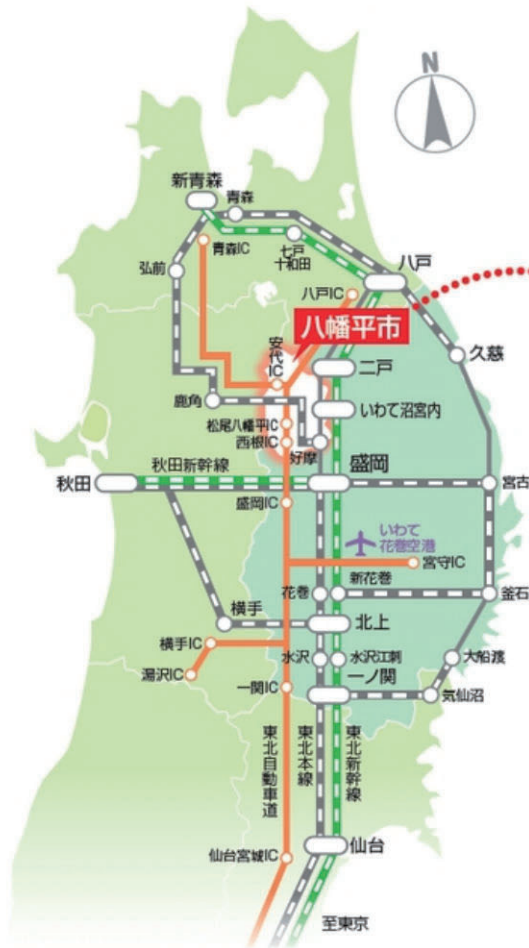 N
新青森
青森
青森IC
七戸
十和田
弘前
八戸
八戸IC
八幡平市
安代
IC
久慈
二戸
鹿角
いわて沼宮内
松尾八幡平IC
西根IC
好摩
秋田新幹線
盛岡
秋田
宮古
盛岡IC
いわて
花巻空港
宮守IC
花巻
新花巻
釜石
横手
北上
横手IC
水沢
水沢江刺
大船渡
湯沢IC
一ノ関
一関IC
気仙沼
東北自動車道
東北本線
東北新幹線
仙台
仙台宮城IC
至東京